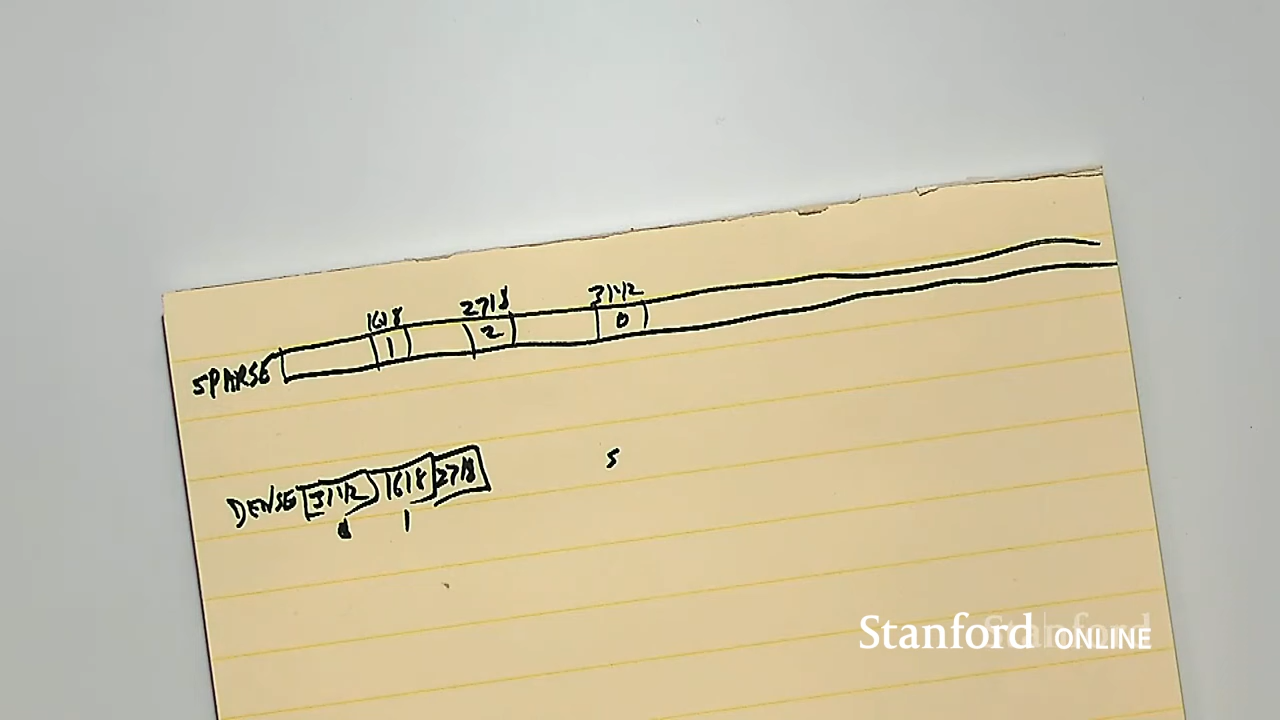 1618 2718 3142
SPARSE 1 2 0
DENSE 3142 1618 2718 S
0 1
Stanford ONLINE